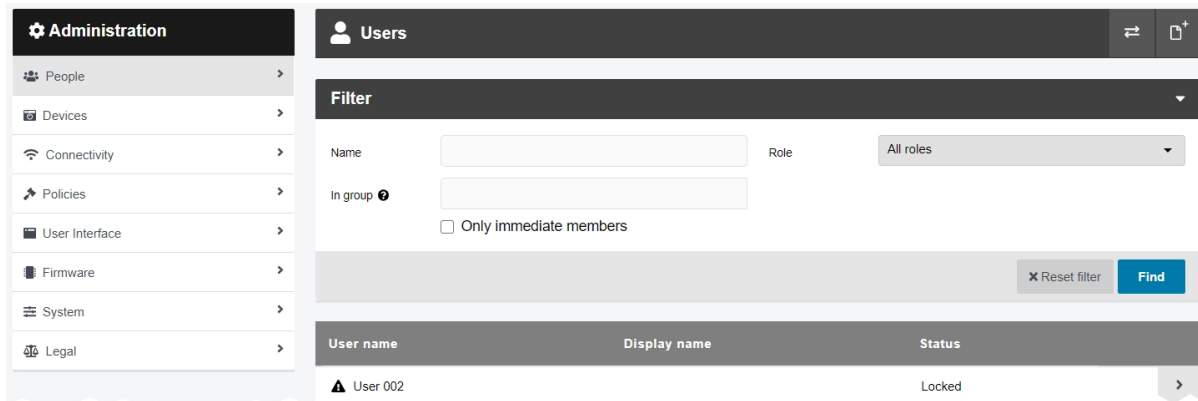 Administration
People
Devices
Connectivity
Policies
User Interface
Firmware
System
Legal
Users
Filter
Name
Role
All roles
In group
Only immediate members
Reset filter
Find
User name Display name Status
User 002 Locked